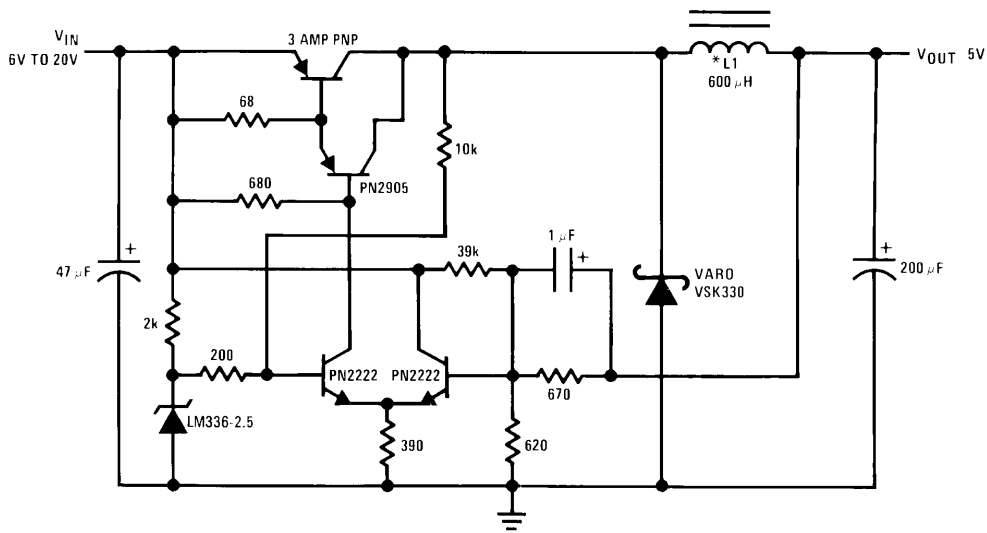 VIN
6V TO 20V
3 AMP PNP
*L1
600 μH
VOUT 5V
68
10k
PN2905
680
47 μF
+
39k
1 μF
+
VARO
VSK330
+
200 μF
2k
200
PN2222
PN2222
670
LM336-2.5
390
620